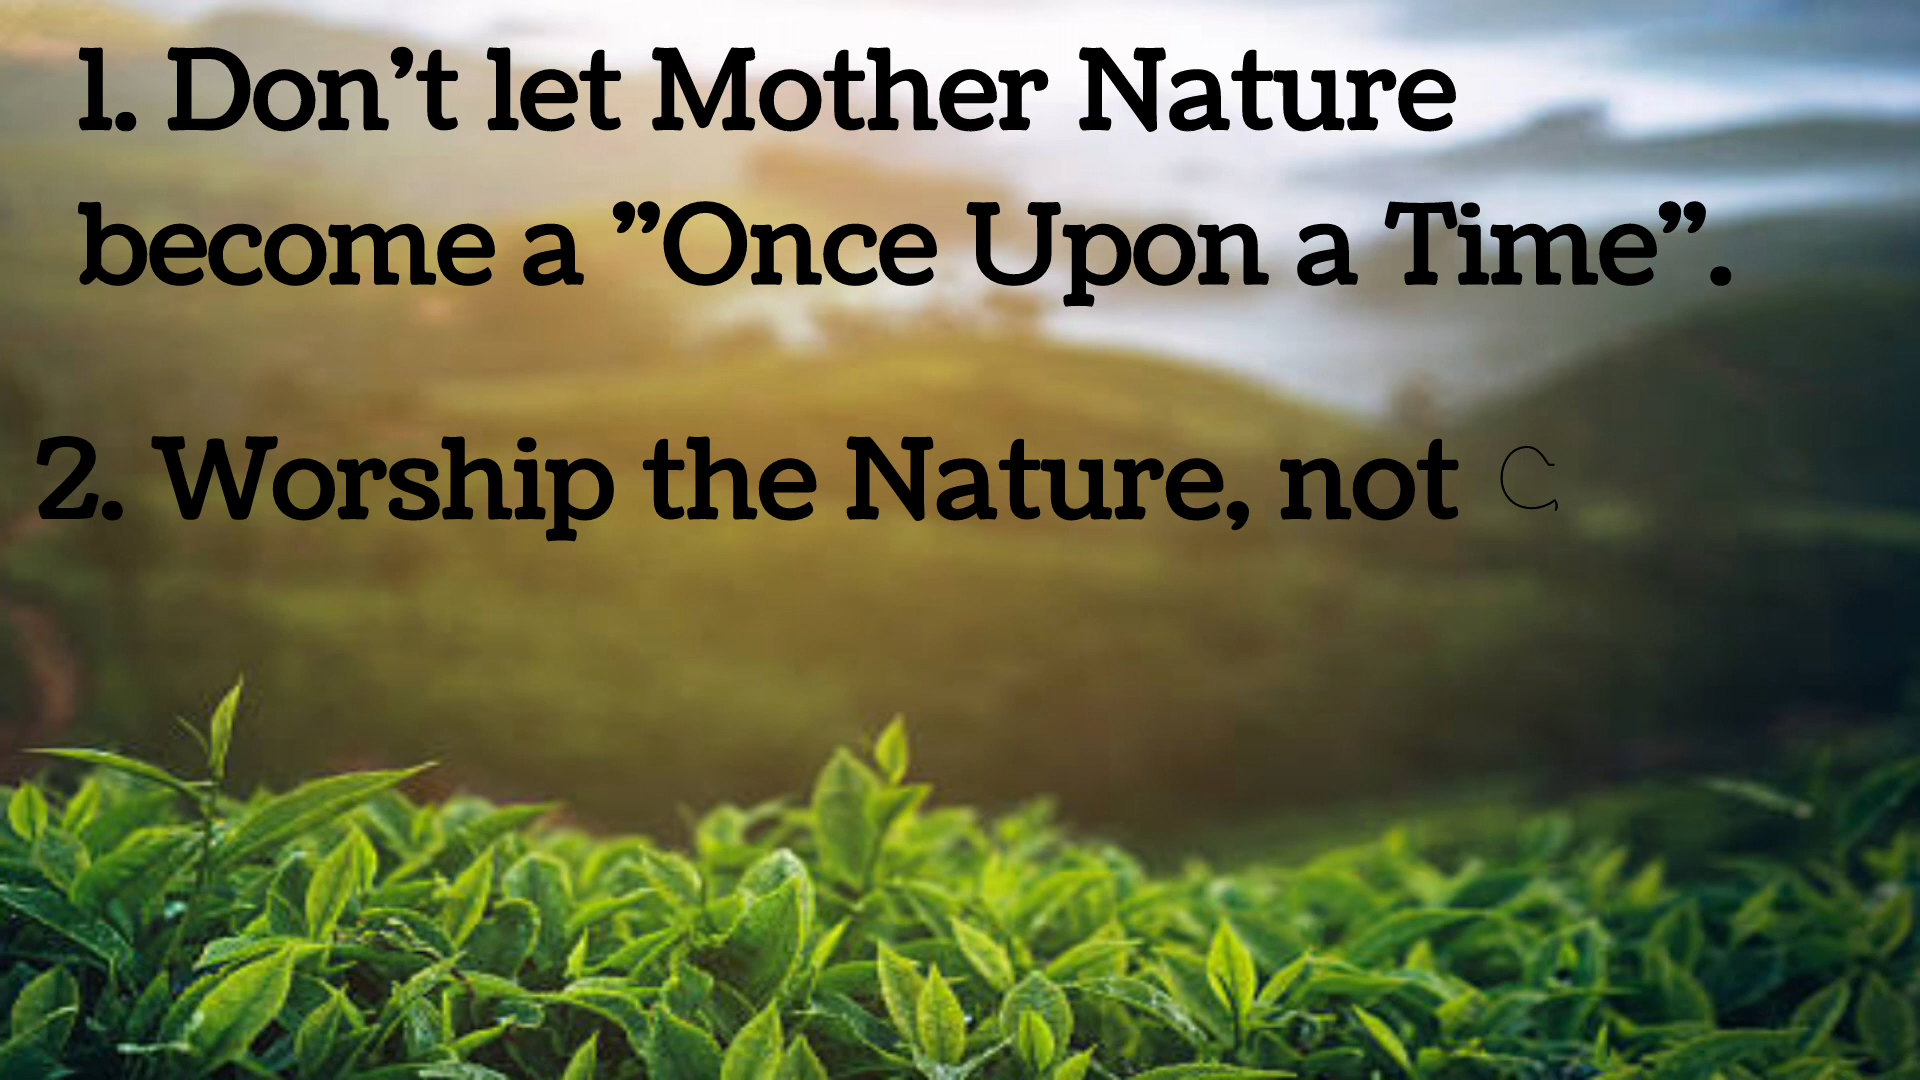 1. Don’t let Mother Nature
become a ”Once Upon a Time”.
2. Worship the Nature, not